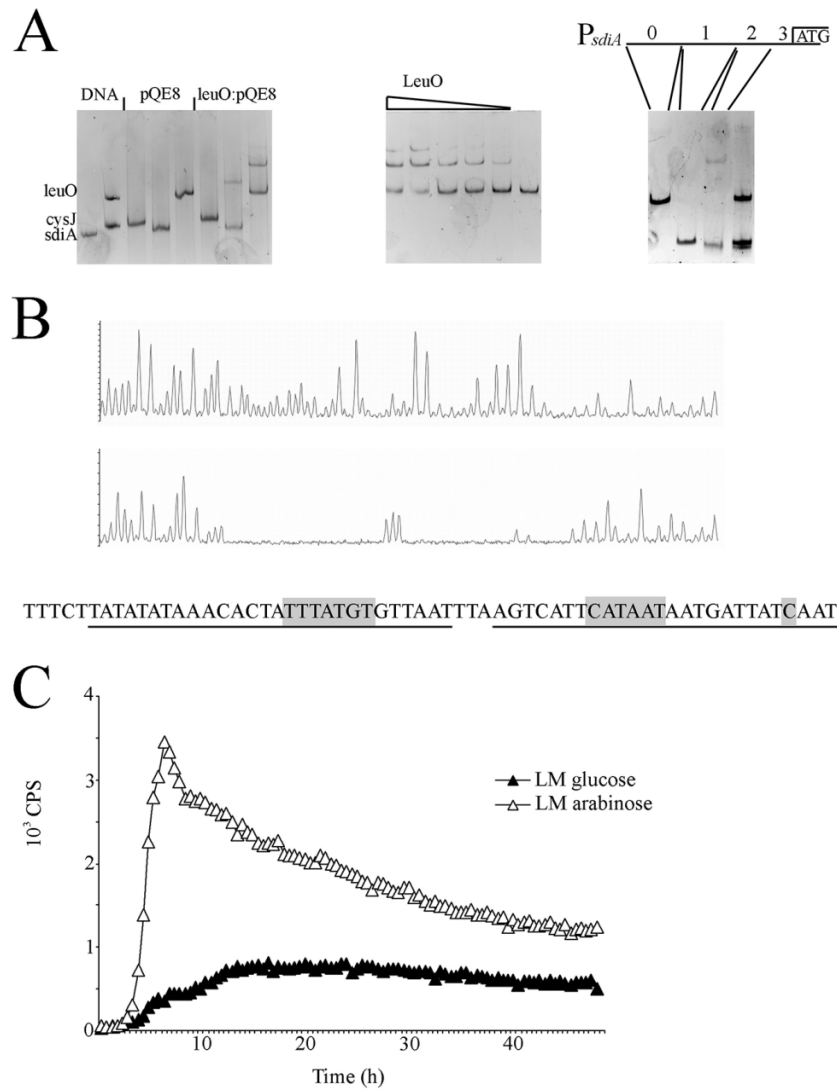 A
DNA pQE8 leuO:pQE8
leuO
cysJ
sdiA
LeuO
PsdiA 0 1 2 3 ATG
B
TTTCTTATATATAAACACTATTTATGTGTTAATTTAAGTCATTCATAATAATGATTATCAAT
C
4
3
2
1
0
10³ CPS
LM glucose
LM arabinose
10 20 30 40
Time (h)